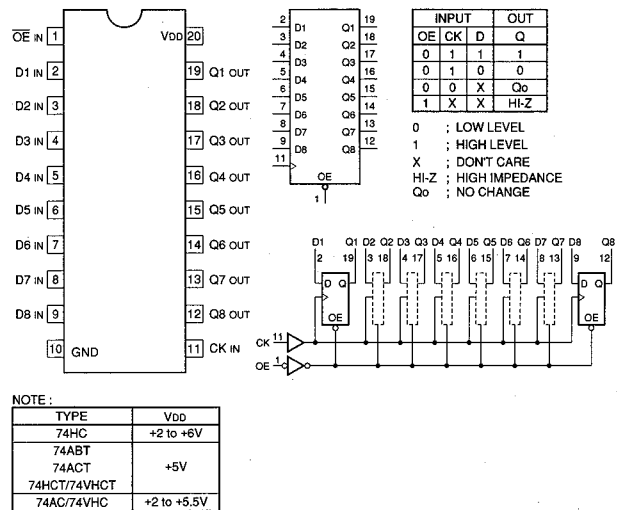 OE IN 1
VDD 20
D1 IN 2
19 Q1 OUT
D2 IN 3
18 Q2 OUT
D3 IN 4
17 Q3 OUT
D4 IN 5
16 Q4 OUT
D5 IN 6
15 Q5 OUT
D6 IN 7
14 Q6 OUT
D7 IN 8
13 Q7 OUT
D8 IN 9
12 Q8 OUT
10 GND
11 CK IN
2 D1 Q1 19
3 D2 Q2 18
4 D3 Q3 17
5 D4 Q4 16
6 D5 Q5 15
7 D6 Q6 14
8 D7 Q7 13
9 D8 Q8 12
11
OE
1
INPUT OUT
OE CK D Q
0 1 1 1
0 1 0 0
0 0 X Qo
1 X X HI-Z
0 ; LOW LEVEL
1 ; HIGH LEVEL
X ; DON'T CARE
HI-Z ; HIGH IMPEDANCE
Qo ; NO CHANGE
D1 Q1 D2 Q2 D3 Q3 D4 Q4 D5 Q5 D6 Q6 D7 Q7 D8 Q8
2 19 3 18 4 17 5 16 6 15 7 14 8 13 9 12
D Q D Q
OE OE
CK 11
OE 1
NOTE :
TYPE VDD
74HC +2 to +6V
74ABT
74ACT +5V
74HCT/74VHCT
74AC/74VHC +2 to +5.5V